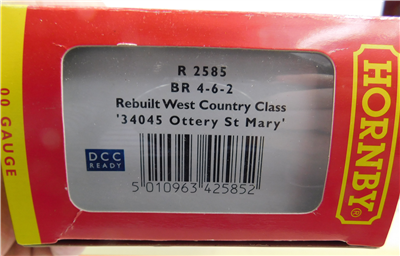 R 2585
BR 4-6-2
Rebuilt West Country Class
'34045 Ottery St Mary'
DCC
READY
5 010963 425852
00 GAUGE
HORNBY®